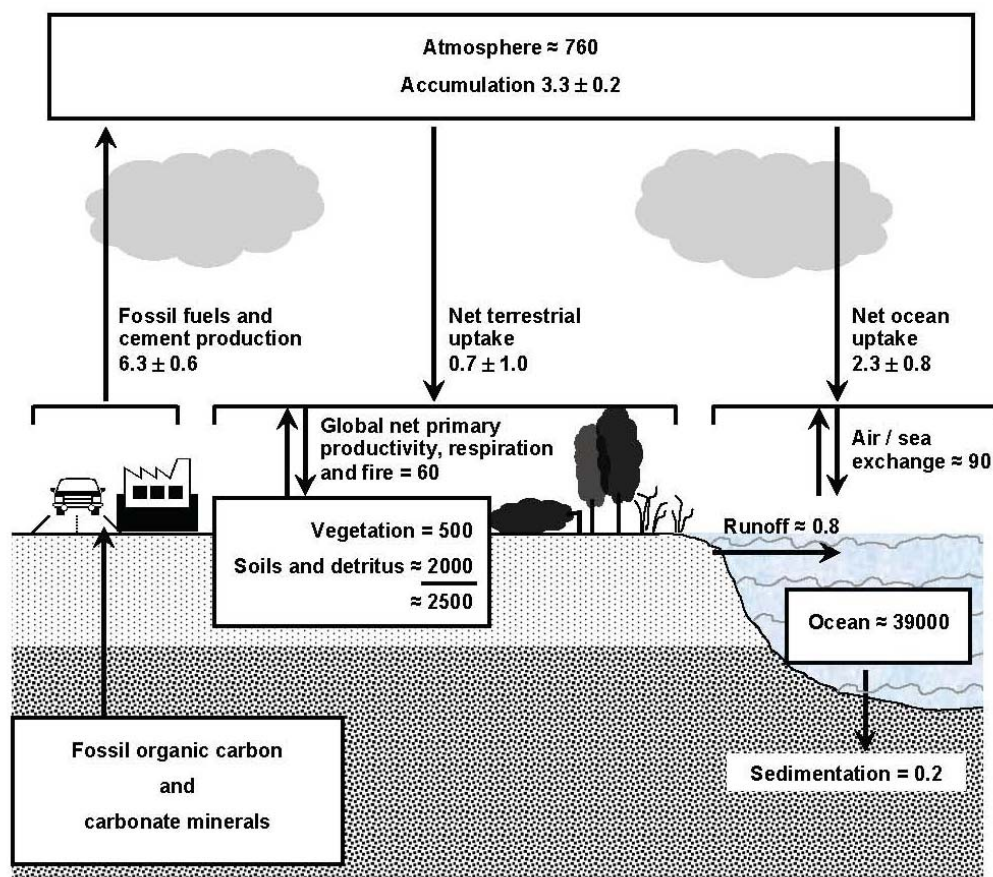 Atmosphere ≈ 760
Accumulation 3.3 ± 0.2
Fossil fuels and
cement production
6.3 ± 0.6
Net terrestrial
uptake
0.7 ± 1.0
Net ocean
uptake
2.3 ± 0.8
Global net primary
productivity, respiration
and fire = 60
Air / sea
exchange ≈ 90
Vegetation = 500
Soils and detritus ≈ 2000
≈ 2500
Runoff ≈ 0.8
Ocean ≈ 39000
Fossil organic carbon
and
carbonate minerals
Sedimentation = 0.2